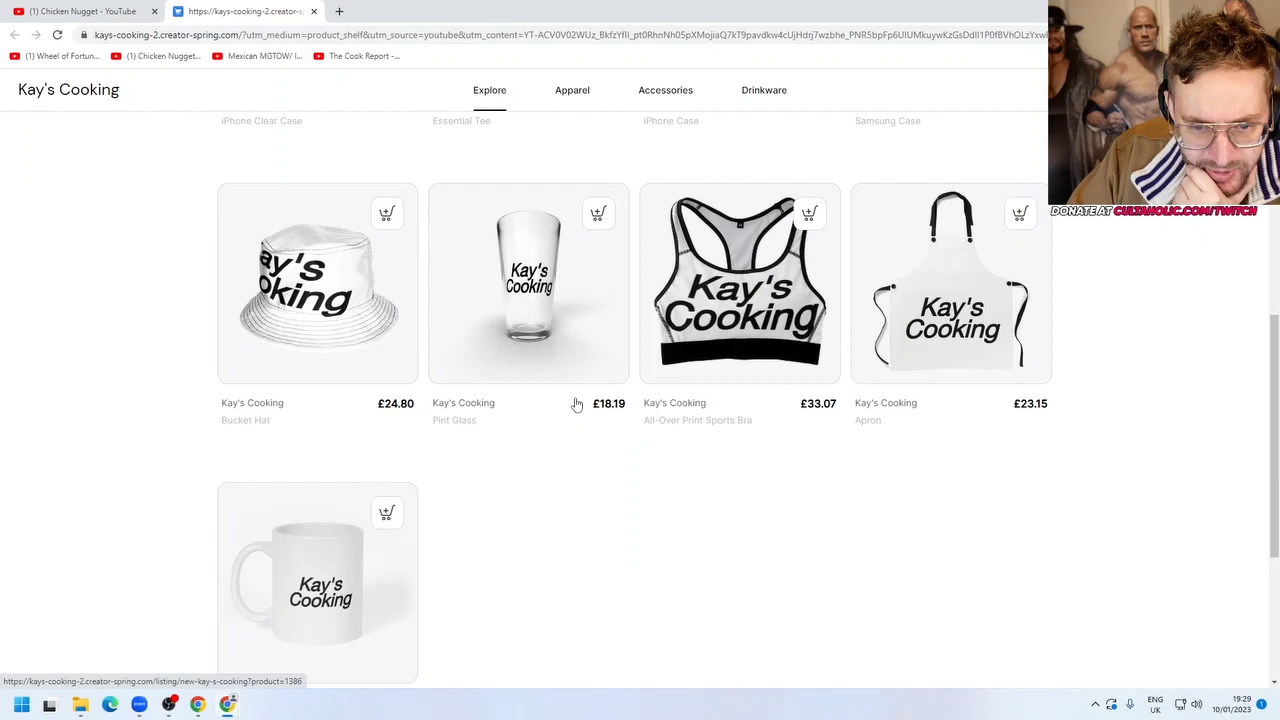 (1) Chicken Nugget - YouTube
https://kays-cooking-2.creator-s
kays-cooking-2.creator-spring.com/?utm_medium=product_shelf&utm_source=youtube&utm_content=YT-
(1) Wheel of Fortun...
(1) Chicken Nugget...
Mexican MGTOW/ I...
The Cook Report -...
Kay's Cooking
Explore
Apparel
Accessories
Drinkware
DONATE AT CULTAHOLIC.COM/TWITCH
iPhone Clear Case
Essential Tee
iPhone Case
Samsung Case
ay's
oking
Kay's
Cooking
Kay's
Cooking
Kay's
Cooking
Kay's Cooking £24.80
Bucket Hat
Kay's Cooking £18.19
Pint Glass
Kay's Cooking £33.07
All-Over Print Sports Bra
Kay's Cooking £23.15
Apron
Kay's
Cooking
https://kays-cooking-2.creator-spring.com/listing/new-kay-s-cooking?product=1386
ENG
UK
19:29
10/01/2023
1